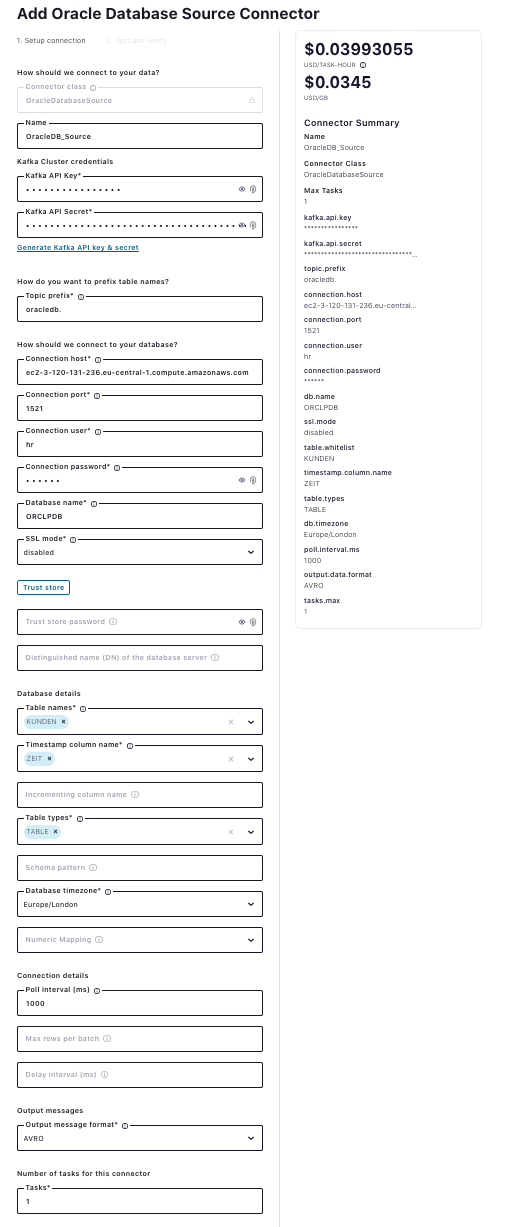 Add Oracle Database Source Connector
1. Setup connection
2. Test and verify
How should we connect to your data?
Connector class
OracleDatabaseSource
Name
OracleDB_Source
Kafka Cluster credentials
Kafka API Key*
••••••••••••••••
Kafka API Secret*
Generate Kafka API key & secret
How do you want to prefix table names?
Topic prefix*
oracledb.
How should we connect to your database?
Connection host*
ec2-3-120-131-236.eu-central-1.compute.amazonaws.com
Connection port*
1521
Connection user*
hr
Connection password*
••••••
Database name*
ORCLPDB
SSL mode*
disabled
Trust store
Trust store password
Distinguished name (DN) of the database server
Database details
Table names*
KUNDEN ×
Timestamp column name*
ZEIT ×
Incrementing column name
Table types*
TABLE ×
Schema pattern
Database timezone*
Europe/London
Numeric Mapping
Connection details
Poll interval (ms)
1000
Max rows per batch
Delay interval (ms)
Output messages
Output message format*
AVRO
Number of tasks for this connector
Tasks*
1
$0.03993055
USD/TASK-HOUR
$0.0345
USD/GB
Connector Summary
Name
OracleDB_Source
Connector Class
OracleDatabaseSource
Max Tasks
1
kafka.api.key
****************
kafka.api.secret
********************************...
topic.prefix
oracledb.
connection.host
ec2-3-120-131-236.eu-central...
connection.port
1521
connection.user
hr
connection.password
******
db.name
ORCLPDB
ssl.mode
disabled
table.whitelist
KUNDEN
timestamp.column.name
ZEIT
table.types
TABLE
db.timezone
Europe/London
poll.interval.ms
1000
output.data.format
AVRO
tasks.max
1